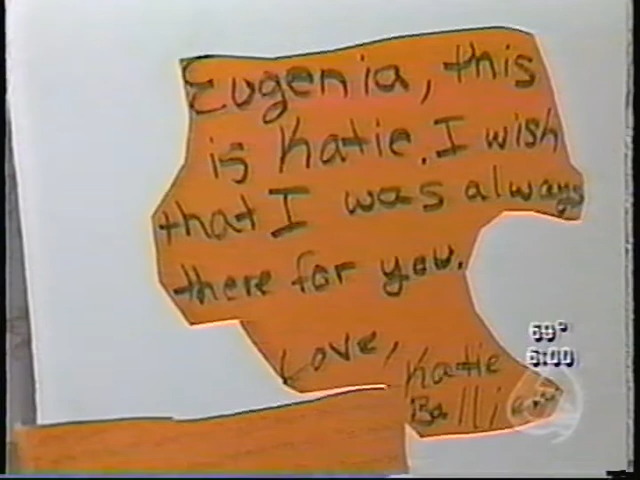 Eugenia, this
is Katie. I wish
that I was always
there for you.
Love,
Katie
69°
6:00